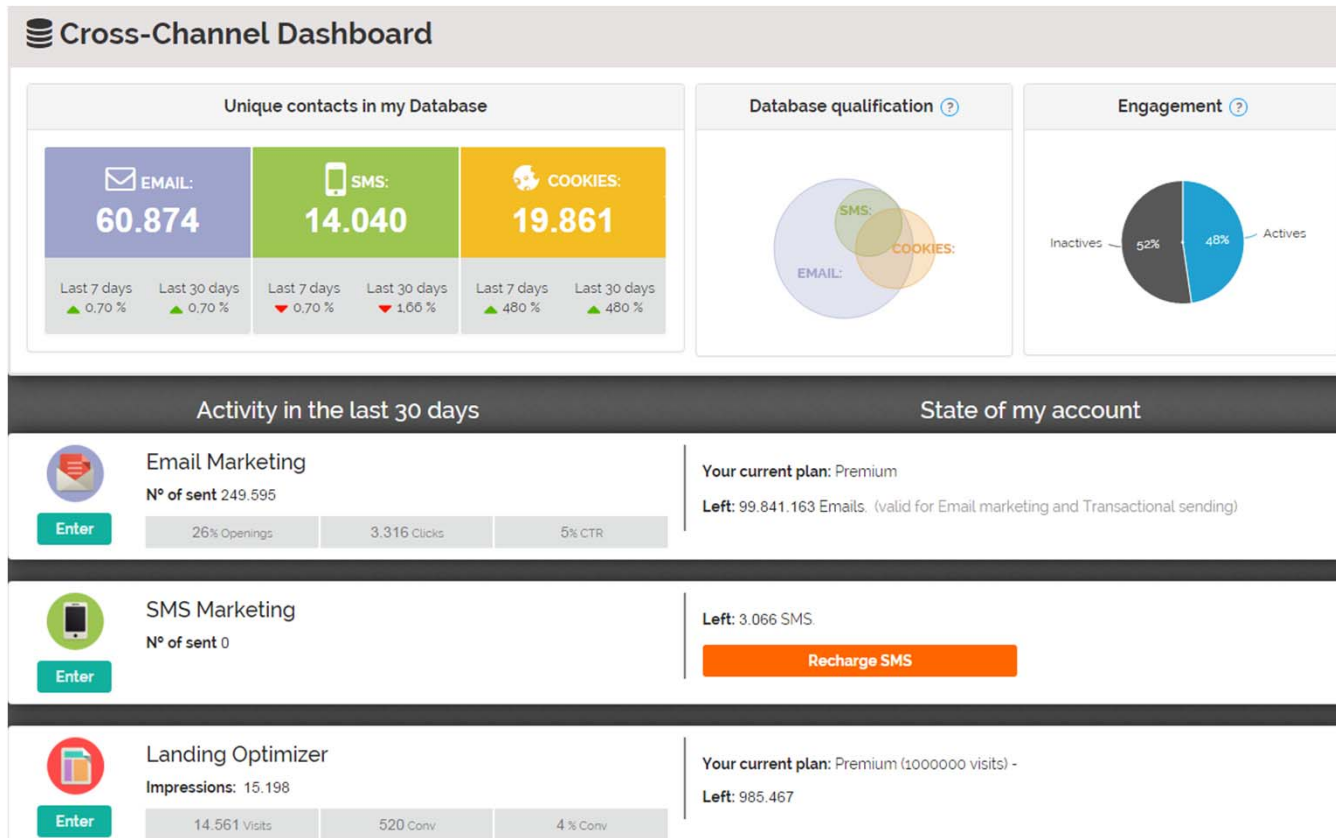 Cross-Channel Dashboard
Unique contacts in my Database
EMAIL:
60.874
SMS:
14.040
COOKIES:
19.861
Last 7 days
0,70 %
Last 30 days
0,70 %
Last 7 days
0,70 %
Last 30 days
1,66 %
Last 7 days
480 %
Last 30 days
480 %
Database qualification ?
SMS:
COOKIES:
EMAIL:
Engagement ?
Inactives
52%
48%
Actives
Activity in the last 30 days
State of my account
Email Marketing
Nº of sent 249.595
Enter
26% Openings
3.316 Clicks
5% CTR
Your current plan: Premium
Left: 99.841.163 Emails. (valid for Email marketing and Transactional sending)
SMS Marketing
Nº of sent 0
Enter
Left: 3.066 SMS.
Recharge SMS
Landing Optimizer
Impressions: 15.198
Enter
14.561 Visits
520 Conv
4 % Conv
Your current plan: Premium (1000000 visits) -
Left: 985.467